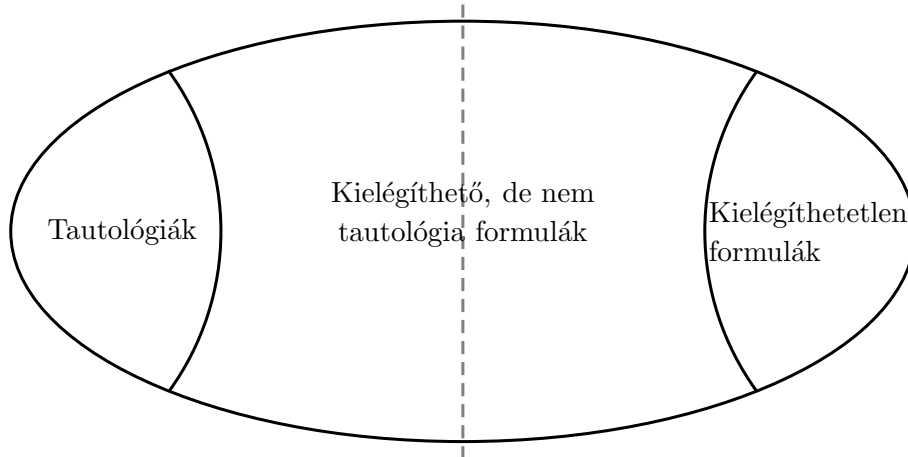 Tautológiák
Kielégíthető, de nem
tautológia formulák
Kielégíthetetlen
formulák